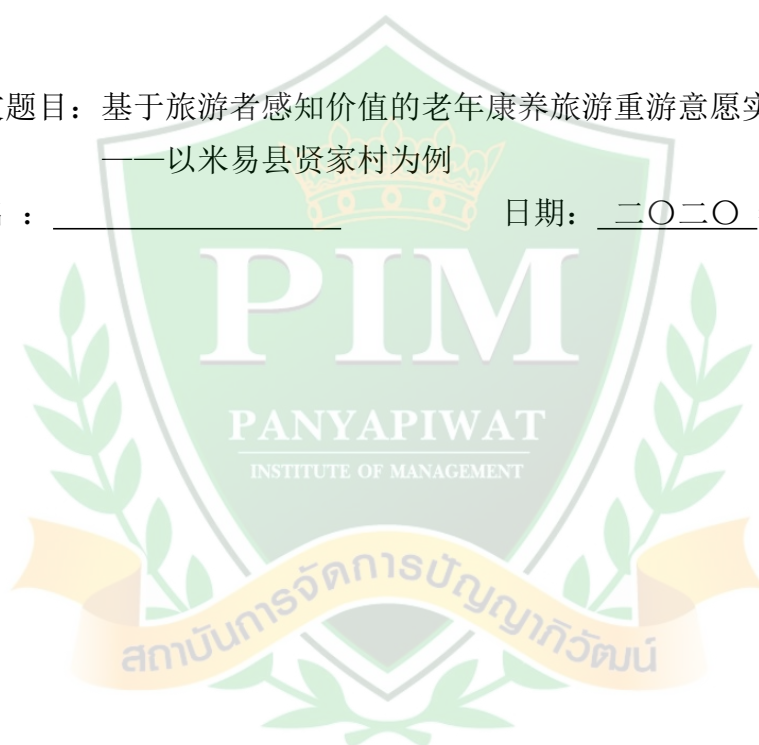 题目：基于旅游者感知价值的老年康养旅游重游意愿实
——以米易县贤家村为例
：
日期：二〇二〇
PIM
PANYAPIWAT
INSTITUTE OF MANAGEMENT
สถาบันการจัดการปัญญาภิวัฒน์